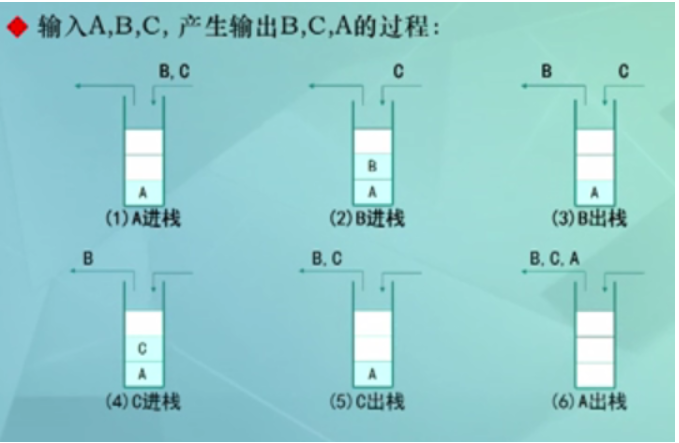 ◆ 输入A,B,C, 产生输出B,C,A的过程:
B, C
A
(1)A进栈
C
B
A
(2)B进栈
B C
A
(3)B出栈
B
C
A
(4)C进栈
B, C
A
(5)C出栈
B, C, A
(6)A出栈